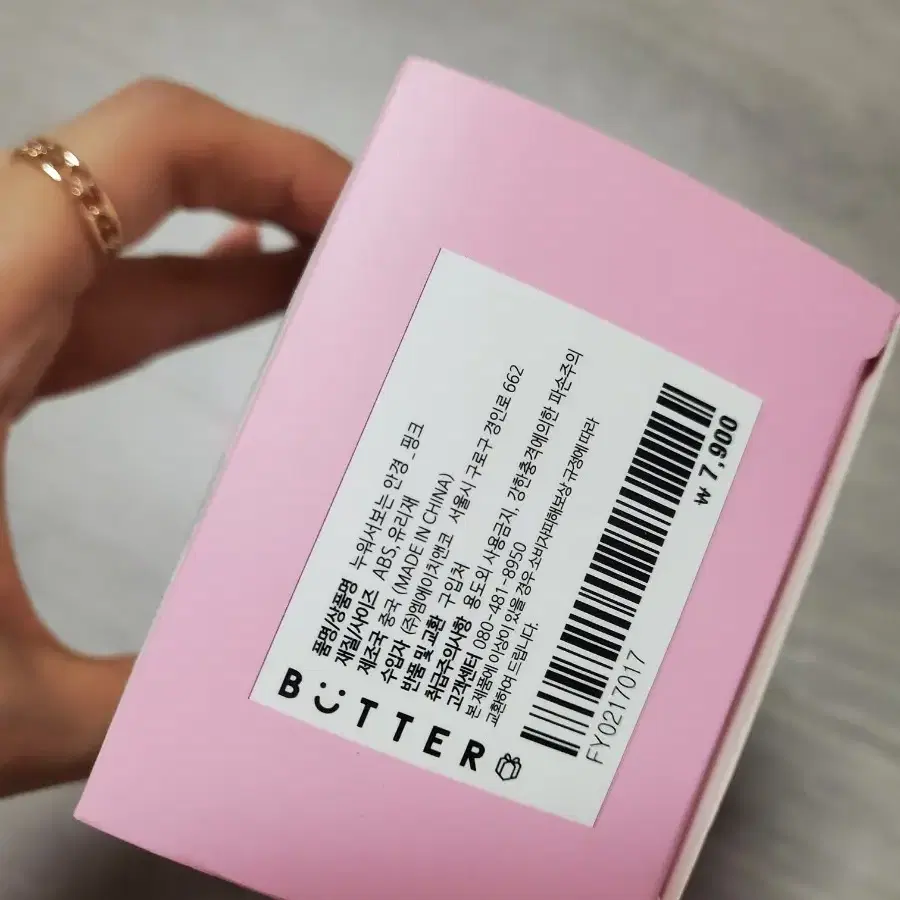 품명/상품명 누워서보는 안경_핑크
재질/사이즈 ABS,유리재
제조국 중국 (MADE IN CHINA)
수입자 (주)엠에이치앤코 서울시 구로구 경인로 662
반품 및 교환 구입처
취급주의사항 용도외 사용금지, 강한충격에의한 파손주의
고객센터 080-481-8950
본 제품에 이상이 있을 경우 소비자피해보상 규정에 따라
교환하여 드립니다.
BUTTER
FY0217017
₩ 7,900